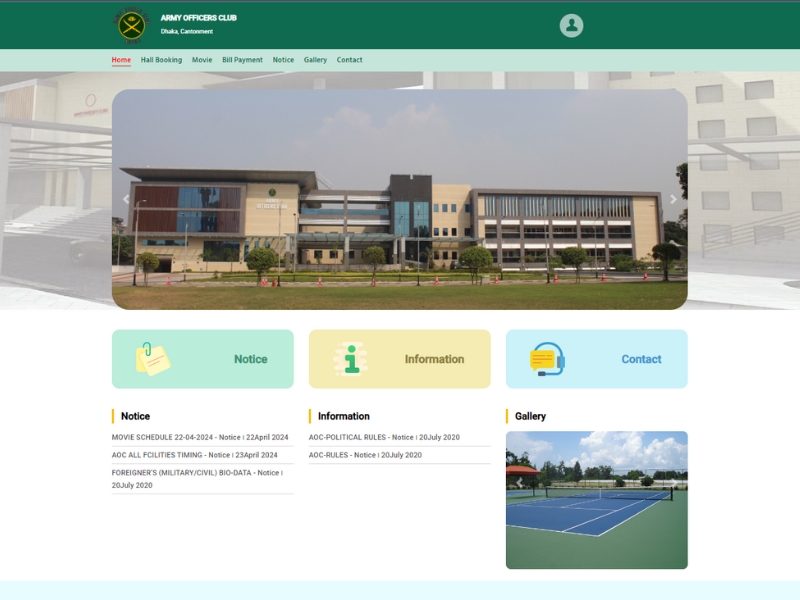 ARMY OFFICERS CLUB
Dhaka, Cantonment
Home Hall Booking Movie Bill Payment Notice Gallery Contact
Notice
Information
Contact
Notice
MOVIE SCHEDULE 22-04-2024 - Notice | 22April 2024
AOC ALL FCILITIES TIMING - Notice | 23April 2024
FOREIGNER'S (MILITARY/CIVIL) BIO-DATA - Notice |
20July 2020
Information
AOC-POLITICAL RULES - Notice | 20July 2020
AOC-RULES - Notice | 20July 2020
Gallery